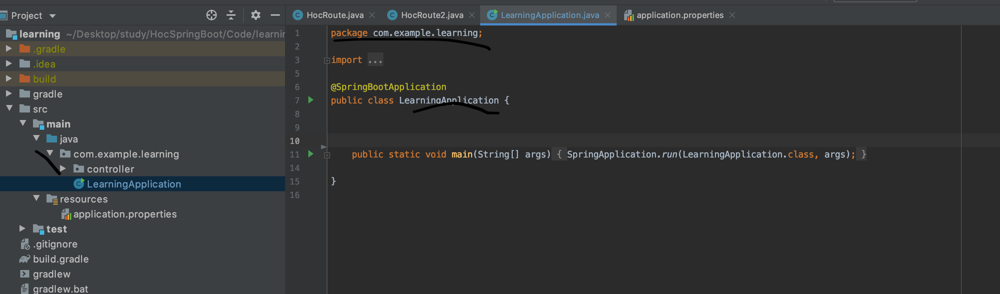 Project
learning ~/Desktop/study/HocSpringBoot/Code/learnin
.gradle
.idea
build
gradle
src
main
java
com.example.learning
controller
LearningApplication
resources
application.properties
test
.gitignore
build.gradle
gradlew
gradlew.bat
HocRoute.java HocRoute2.java LearningApplication.java application.properties
1 package com.example.learning;
2
3 import ...
5
6 @SpringBootApplication
7 public class LearningApplication {
8
9
10
11 public static void main(String[] args) { SpringApplication.run(LearningApplication.class, args); }
14
15 }
16